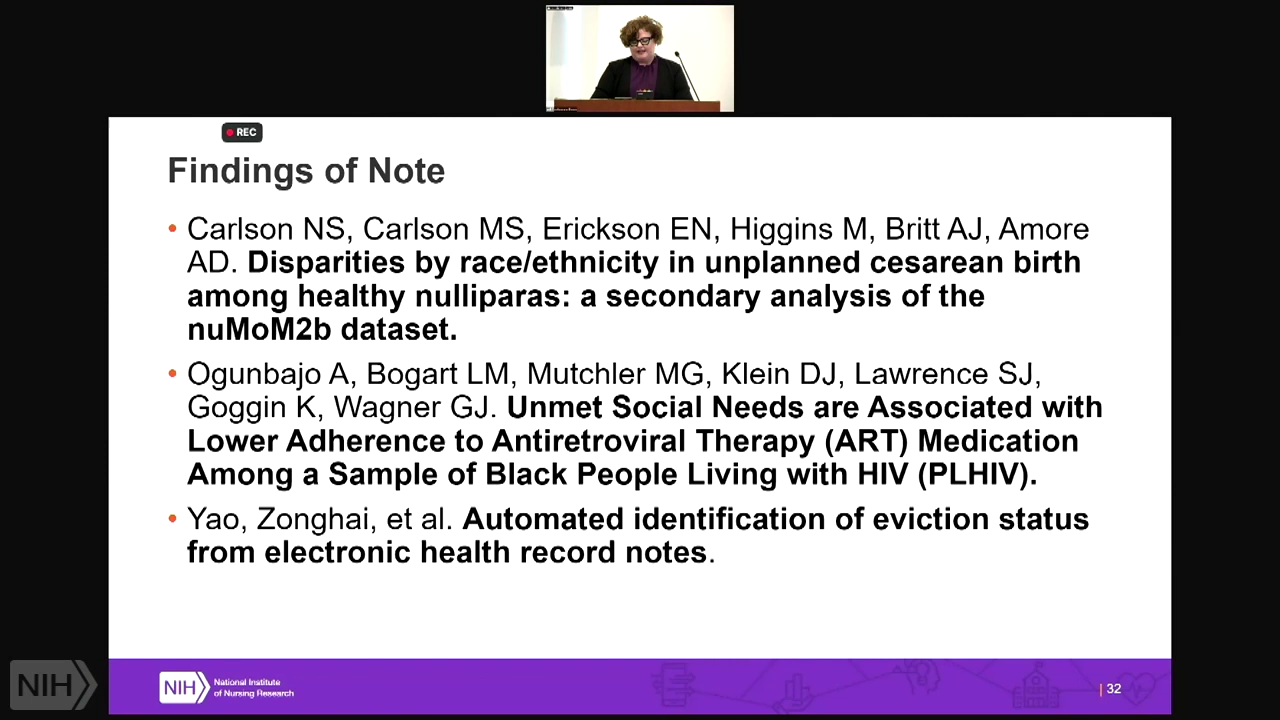 REC
Findings of Note
• Carlson NS, Carlson MS, Erickson EN, Higgins M, Britt AJ, Amore
AD. Disparities by race/ethnicity in unplanned cesarean birth
among healthy nulliparas: a secondary analysis of the
nuMoM2b dataset.
• Ogunbajo A, Bogart LM, Mutchler MG, Klein DJ, Lawrence SJ,
Goggin K, Wagner GJ. Unmet Social Needs are Associated with
Lower Adherence to Antiretroviral Therapy (ART) Medication
Among a Sample of Black People Living with HIV (PLHIV).
• Yao, Zonghai, et al. Automated identification of eviction status
from electronic health record notes.
NIH
NIH
National Institute
of Nursing Research
| 32